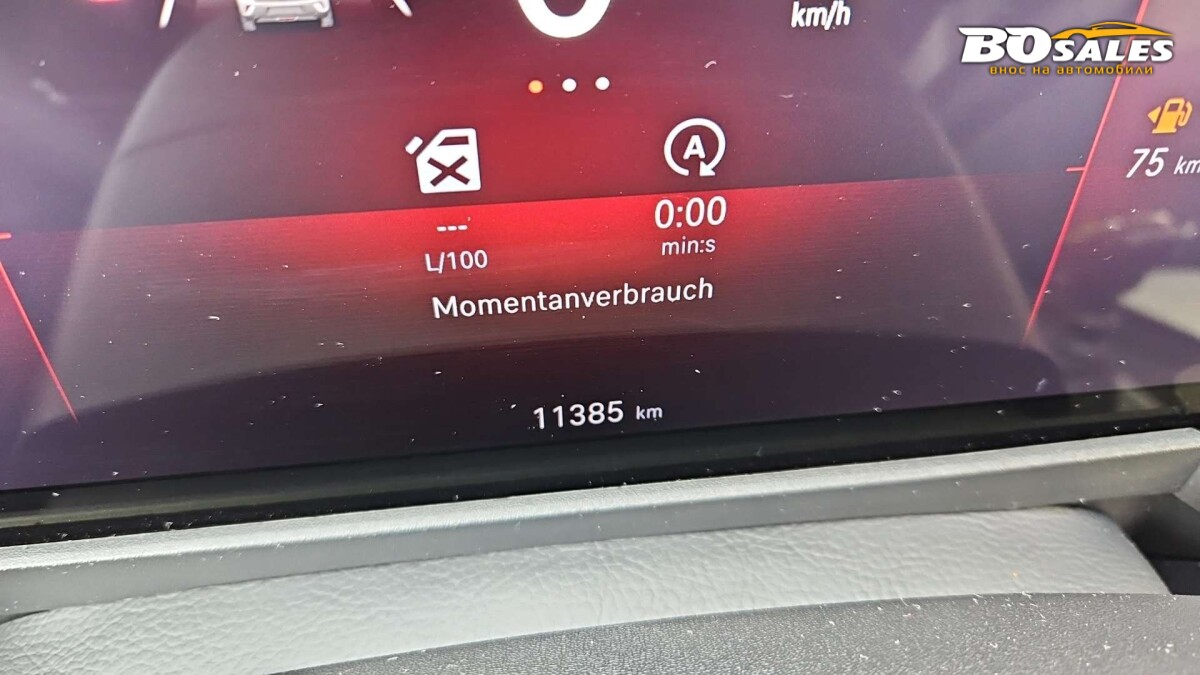 km/h
BOSALES
внос на автомобили
75 km
A
---
0:00
L/100
min:s
Momentanverbrauch
11385 km